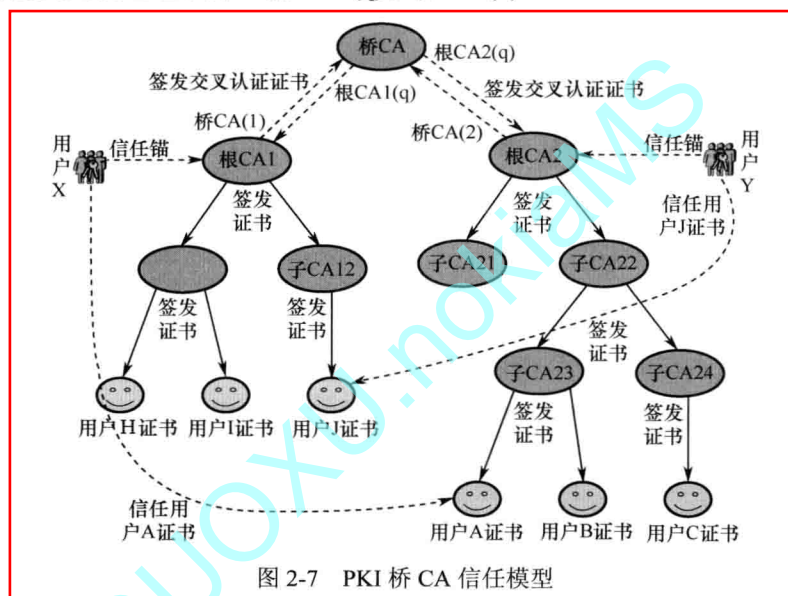 桥CA
根CA2(q)
签发交叉认证证书
根CA1(q)
签发交叉认证证书
桥CA(1)
桥CA(2)
用户X
信任锚
根CA1
根CA2
信任锚
用户Y
签发
证书
签发
证书
信任用
户J证书
子CA12
子CA21
子CA22
签发
证书
签发
证书
签发
证书
子CA23
子CA24
用户H证书
用户I证书
用户J证书
签发
证书
签发
证书
信任用
户A证书
用户A证书
用户B证书
用户C证书
图 2-7 PKI 桥 CA 信任模型
UOXU.nokiaMS